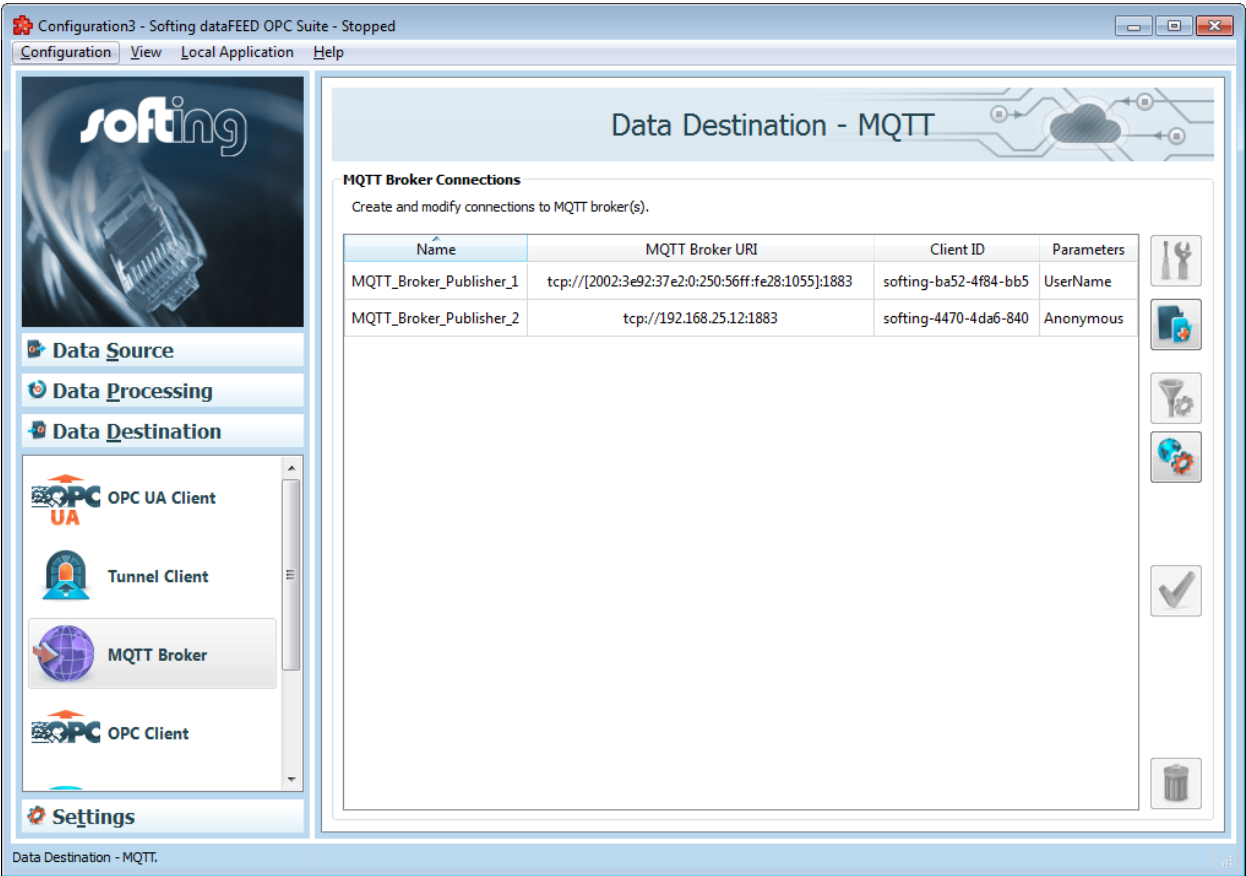 Configuration3 - Softing dataFEED OPC Suite - Stopped
Configuration View Local Application Help
softing
Data Source
Data Processing
Data Destination
OPC UA
OPC UA Client
Tunnel Client
MQTT Broker
OPC
OPC Client
Settings
Data Destination - MQTT
MQTT Broker Connections
Create and modify connections to MQTT broker(s).
Name MQTT Broker URI Client ID Parameters
MQTT_Broker_Publisher_1 tcp://[2002:3e92:37e2:0:250:56ff:fe28:1055]:1883 softing-ba52-4f84-bb5 UserName
MQTT_Broker_Publisher_2 tcp://192.168.25.12:1883 softing-4470-4da6-840 Anonymous
Data Destination - MQTT.